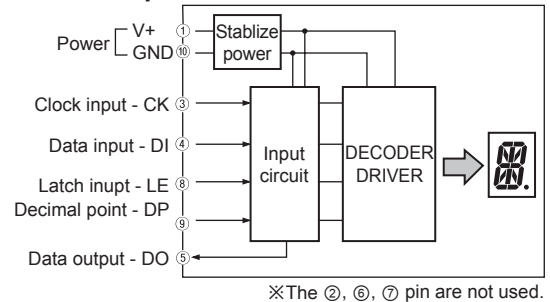 Power
V+ ①
GND ⑩
Stablize
power
Clock input - CK ③
Data input - DI ④
Latch inupt - LE ⑧
Decimal point - DP
⑨
Data output - DO ⑤
Input
circuit
DECODER
DRIVER
※The ②, ⑥, ⑦ pin are not used.